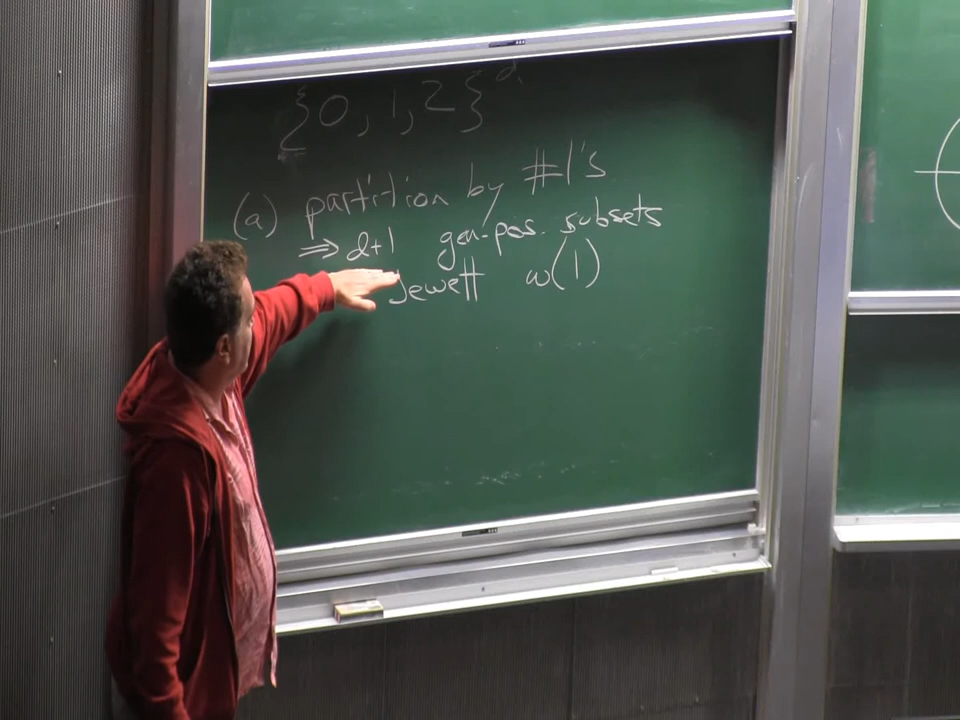 {0, 1, 2}^d
(a) partition by #1's
⇒ d+1 gen. pos. subsets
Jewett ω(1)